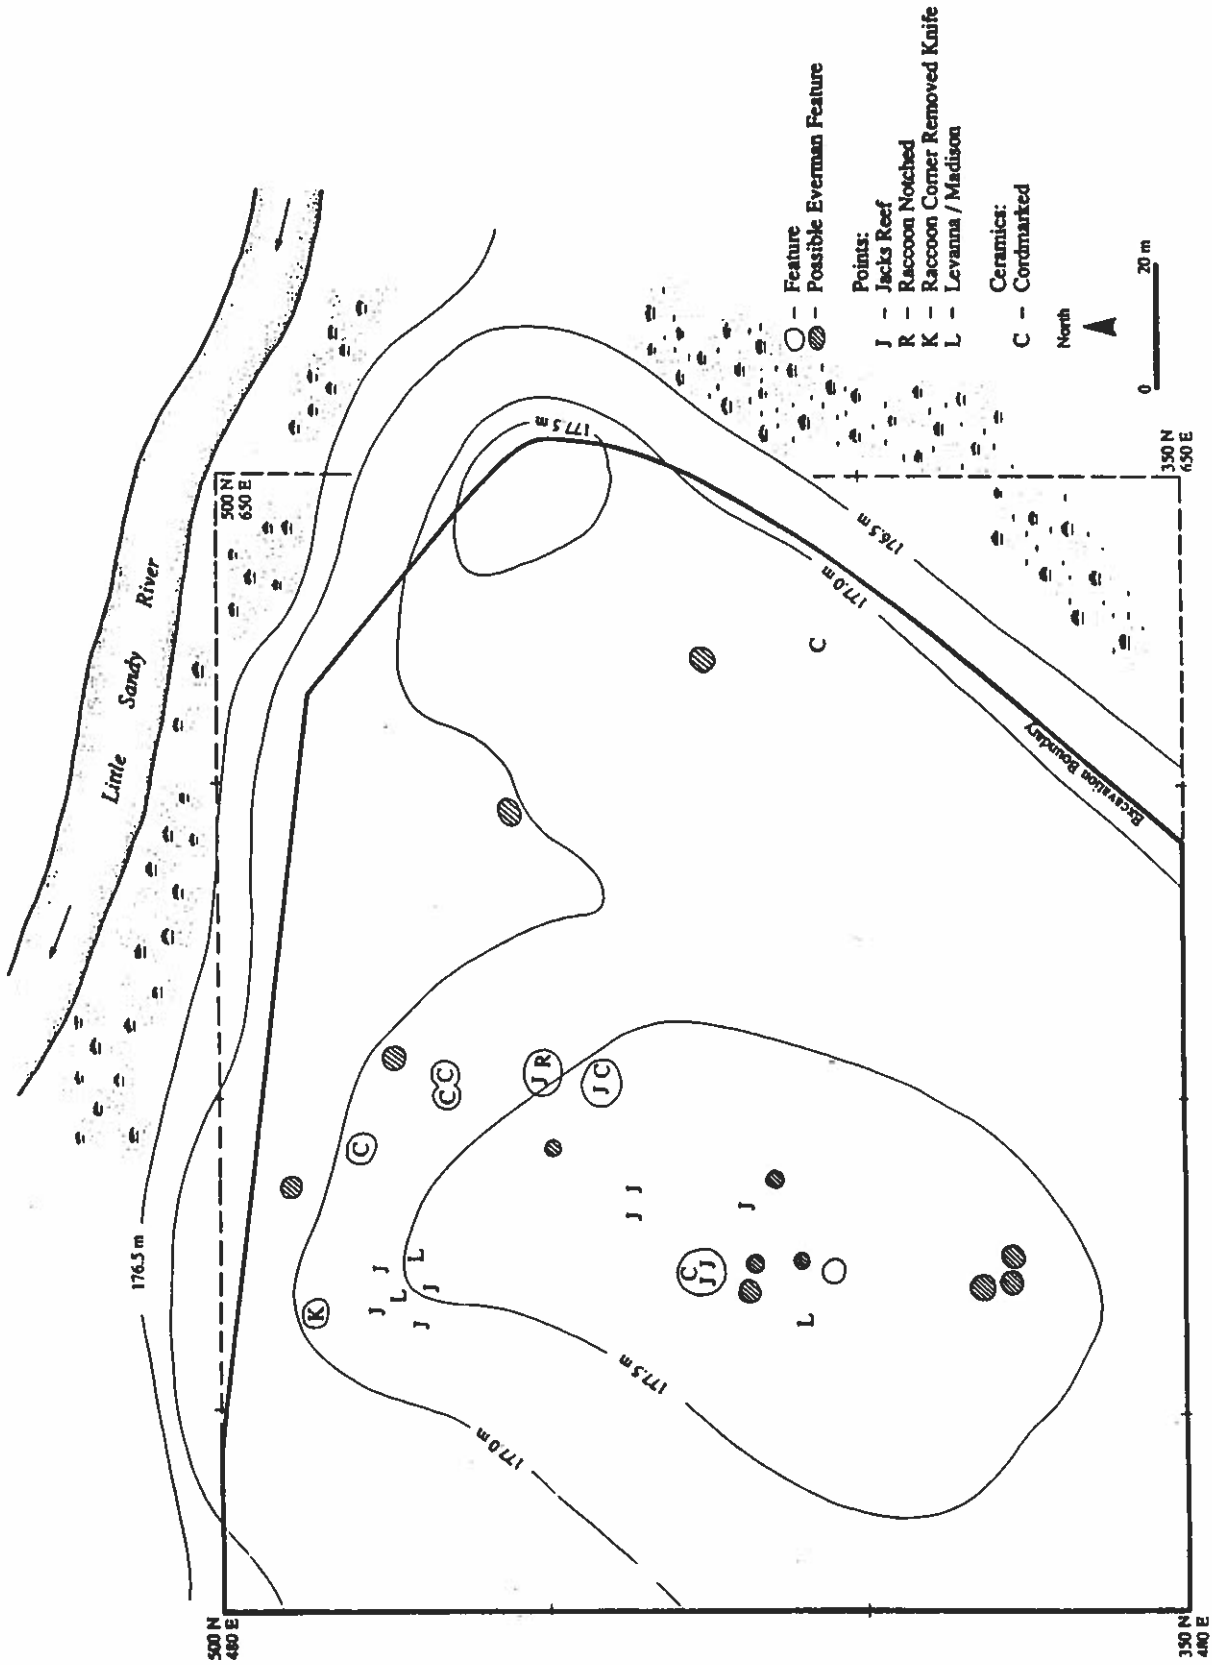 Little Sandy River
500 N
650 E
500 N
480 E
350 N
650 E
350 N
480 E
176.5 m
177.0 m
177.5 m
177.5 m
177.0 m
176.5 m
Excavation Boundary
K
J
L
J
L
J
J
C
C C
J R
J C
J J
J
C
J J
L
C
– Feature
– Possible Everman Feature
Points:
J – Jacks Reef
R – Raccoon Notched
K – Raccoon Corner Removed Knife
L – Levanna / Madison
Ceramics:
C – Cordmarked
North
0 20 m